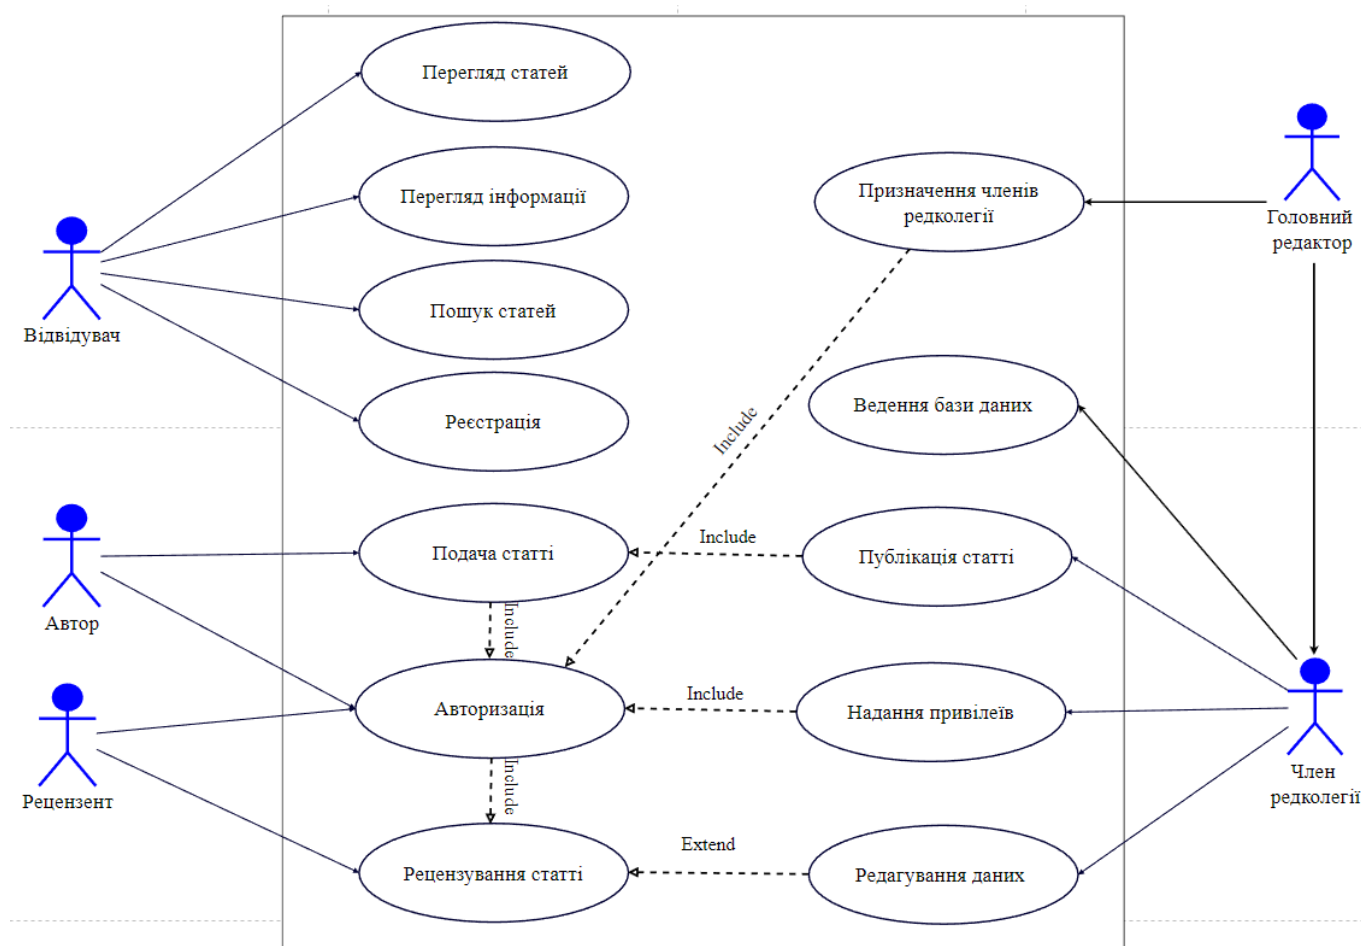 Перегляд статей
Перегляд інформації
Призначення членів
редколегії
Головний
редактор
Пошук статей
Відвідувач
Ведення бази даних
Реєстрація
Include
Подача статті
Include
Публікація статті
Автор
Include
Авторизація
Include
Надання привілеїв
Рецензент
Include
Член
редколегії
Рецензування статті
Extend
Редагування даних